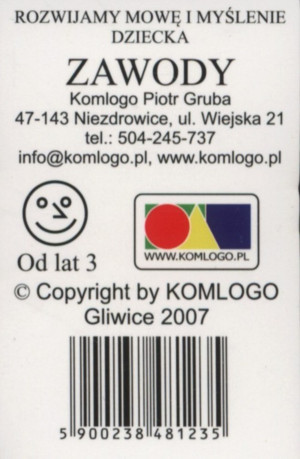 ROZWIJAMY MOWĘ I MYŚLENIE
DZIECKA
ZAWODY
Komlogo Piotr Gruba
47-143 Niezdrowice, ul. Wiejska 21
tel.: 504-245-737
info@komlogo.pl, www.komlogo.pl
WWW.KOMLOGO.PL
Od lat 3
© Copyright by KOMLOGO
Gliwice 2007
5 900238 481235